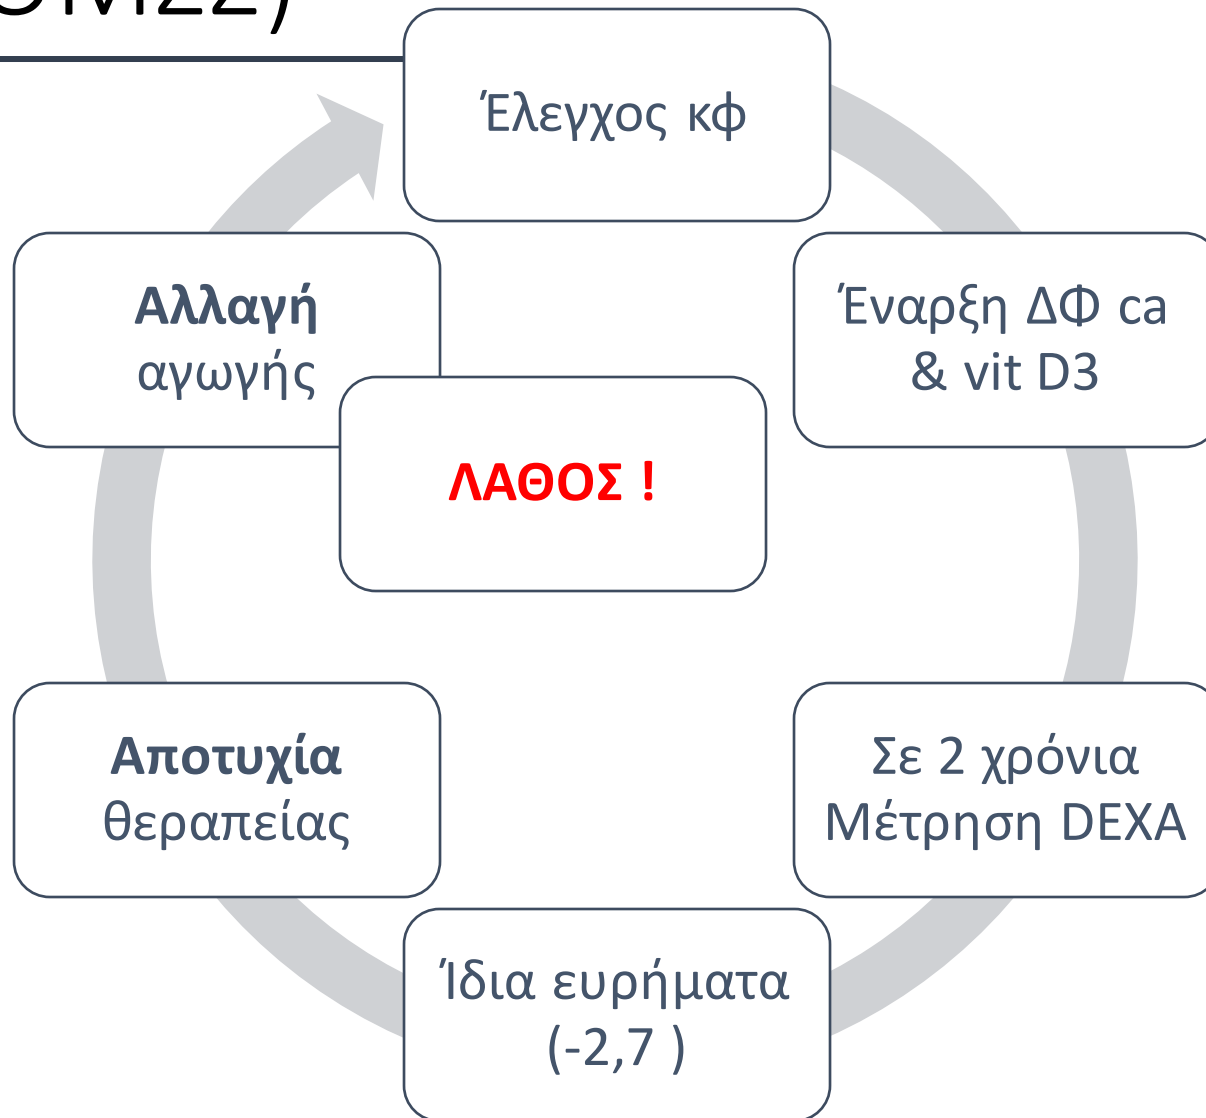 ΟΜΣΣ)
Έλεγχος κφ
Έναρξη ΔΦ ca
& vit D3
Σε 2 χρόνια
Μέτρηση DEXA
Ίδια ευρήματα
(-2,7 )
Αποτυχία
θεραπείας
Αλλαγή
αγωγής
ΛΑΘΟΣ !